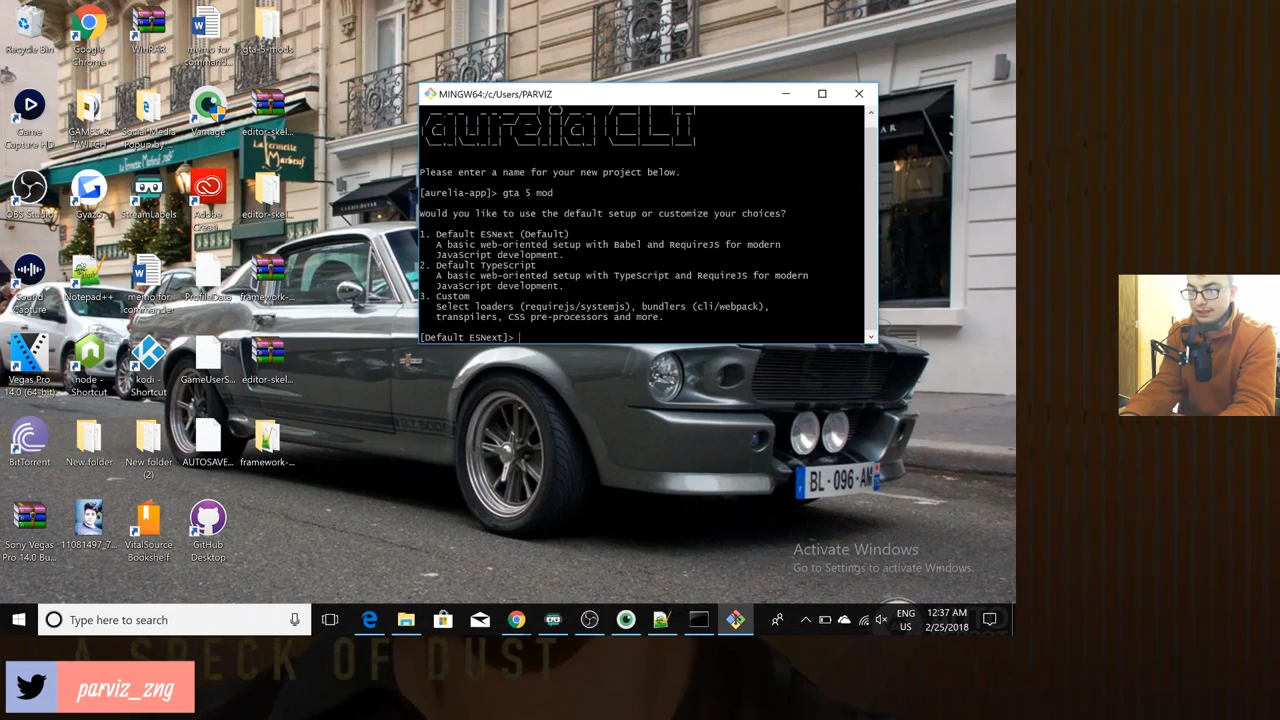 Recycle Bin
Google Chrome
WinRAR
memo for command...
gta-5-mods
Game Capture HD
GAMES & TWITCH
Social Media Popup by...
Vantage
editor-skel...
OBS Studio
Gyazo
StreamLabels
Adobe Creati...
editor-skel...
Sound Capture
Notepad++
memo for commander
ProfileData
framework-...
Vegas Pro 14.0 (64-bit)
node - Shortcut
kodi - Shortcut
GameUserS...
editor-skel...
BitTorrent
New folder
New folder (2)
AUTOSAVE...
framework-...
Sony Vegas Pro 14.0 Bu...
11081497_7...
VitalSource Bookshelf
GitHub Desktop
MINGW64:/c/Users/PARVIZ
aureliaCLI
Please enter a name for your new project below.
[aurelia-app]> gta 5 mod
Would you like to use the default setup or customize your choices?
1. Default ESNext (Default)
A basic web-oriented setup with Babel and RequireJS for modern
JavaScript development.
2. Default TypeScript
A basic web-oriented setup with TypeScript and RequireJS for modern
JavaScript development.
3. Custom
Select loaders (requirejs/systemjs), bundlers (cli/webpack),
transpilers, CSS pre-processors and more.
[Default ESNext]>
BL-096-AM
Activate Windows
Go to Settings to activate Windows.
Type here to search
ENG
US
12:37 AM
2/25/2018
A SPECK OF DUST
parviz_zng